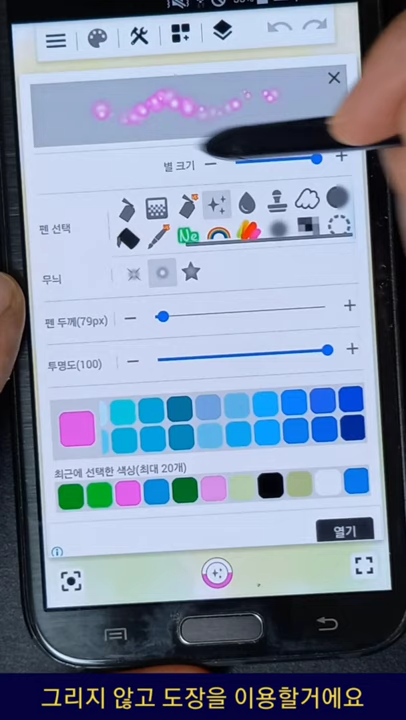 별 크기
펜 선택
Ne
무늬
펜 두께(79px)
투명도(100)
최근에 선택한 색상(최대 20개)
열기
그리지 않고 도장을 이용할거에요